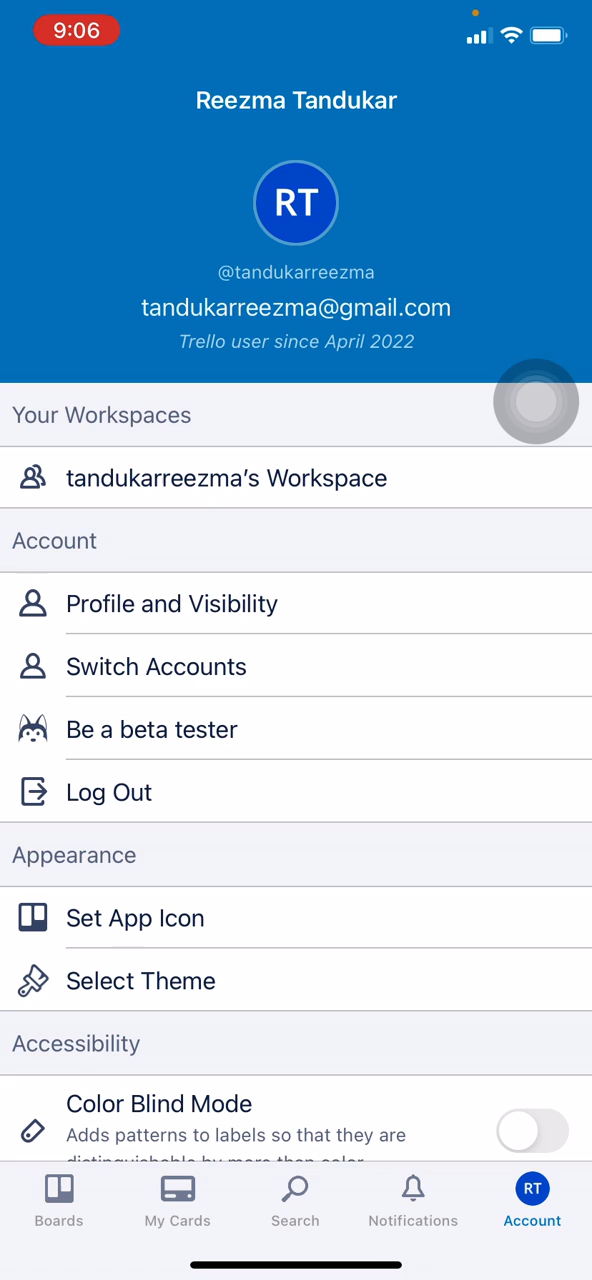 9:06
Reezma Tandukar
RT
@tandukarreezma
tandukarreezma@gmail.com
Trello user since April 2022
Your Workspaces
tandukarreezma's Workspace
Account
Profile and Visibility
Switch Accounts
Be a beta tester
Log Out
Appearance
Set App Icon
Select Theme
Accessibility
Color Blind Mode
Adds patterns to labels so that they are
distinguishable by more than color.
RT
Boards My Cards Search Notifications Account